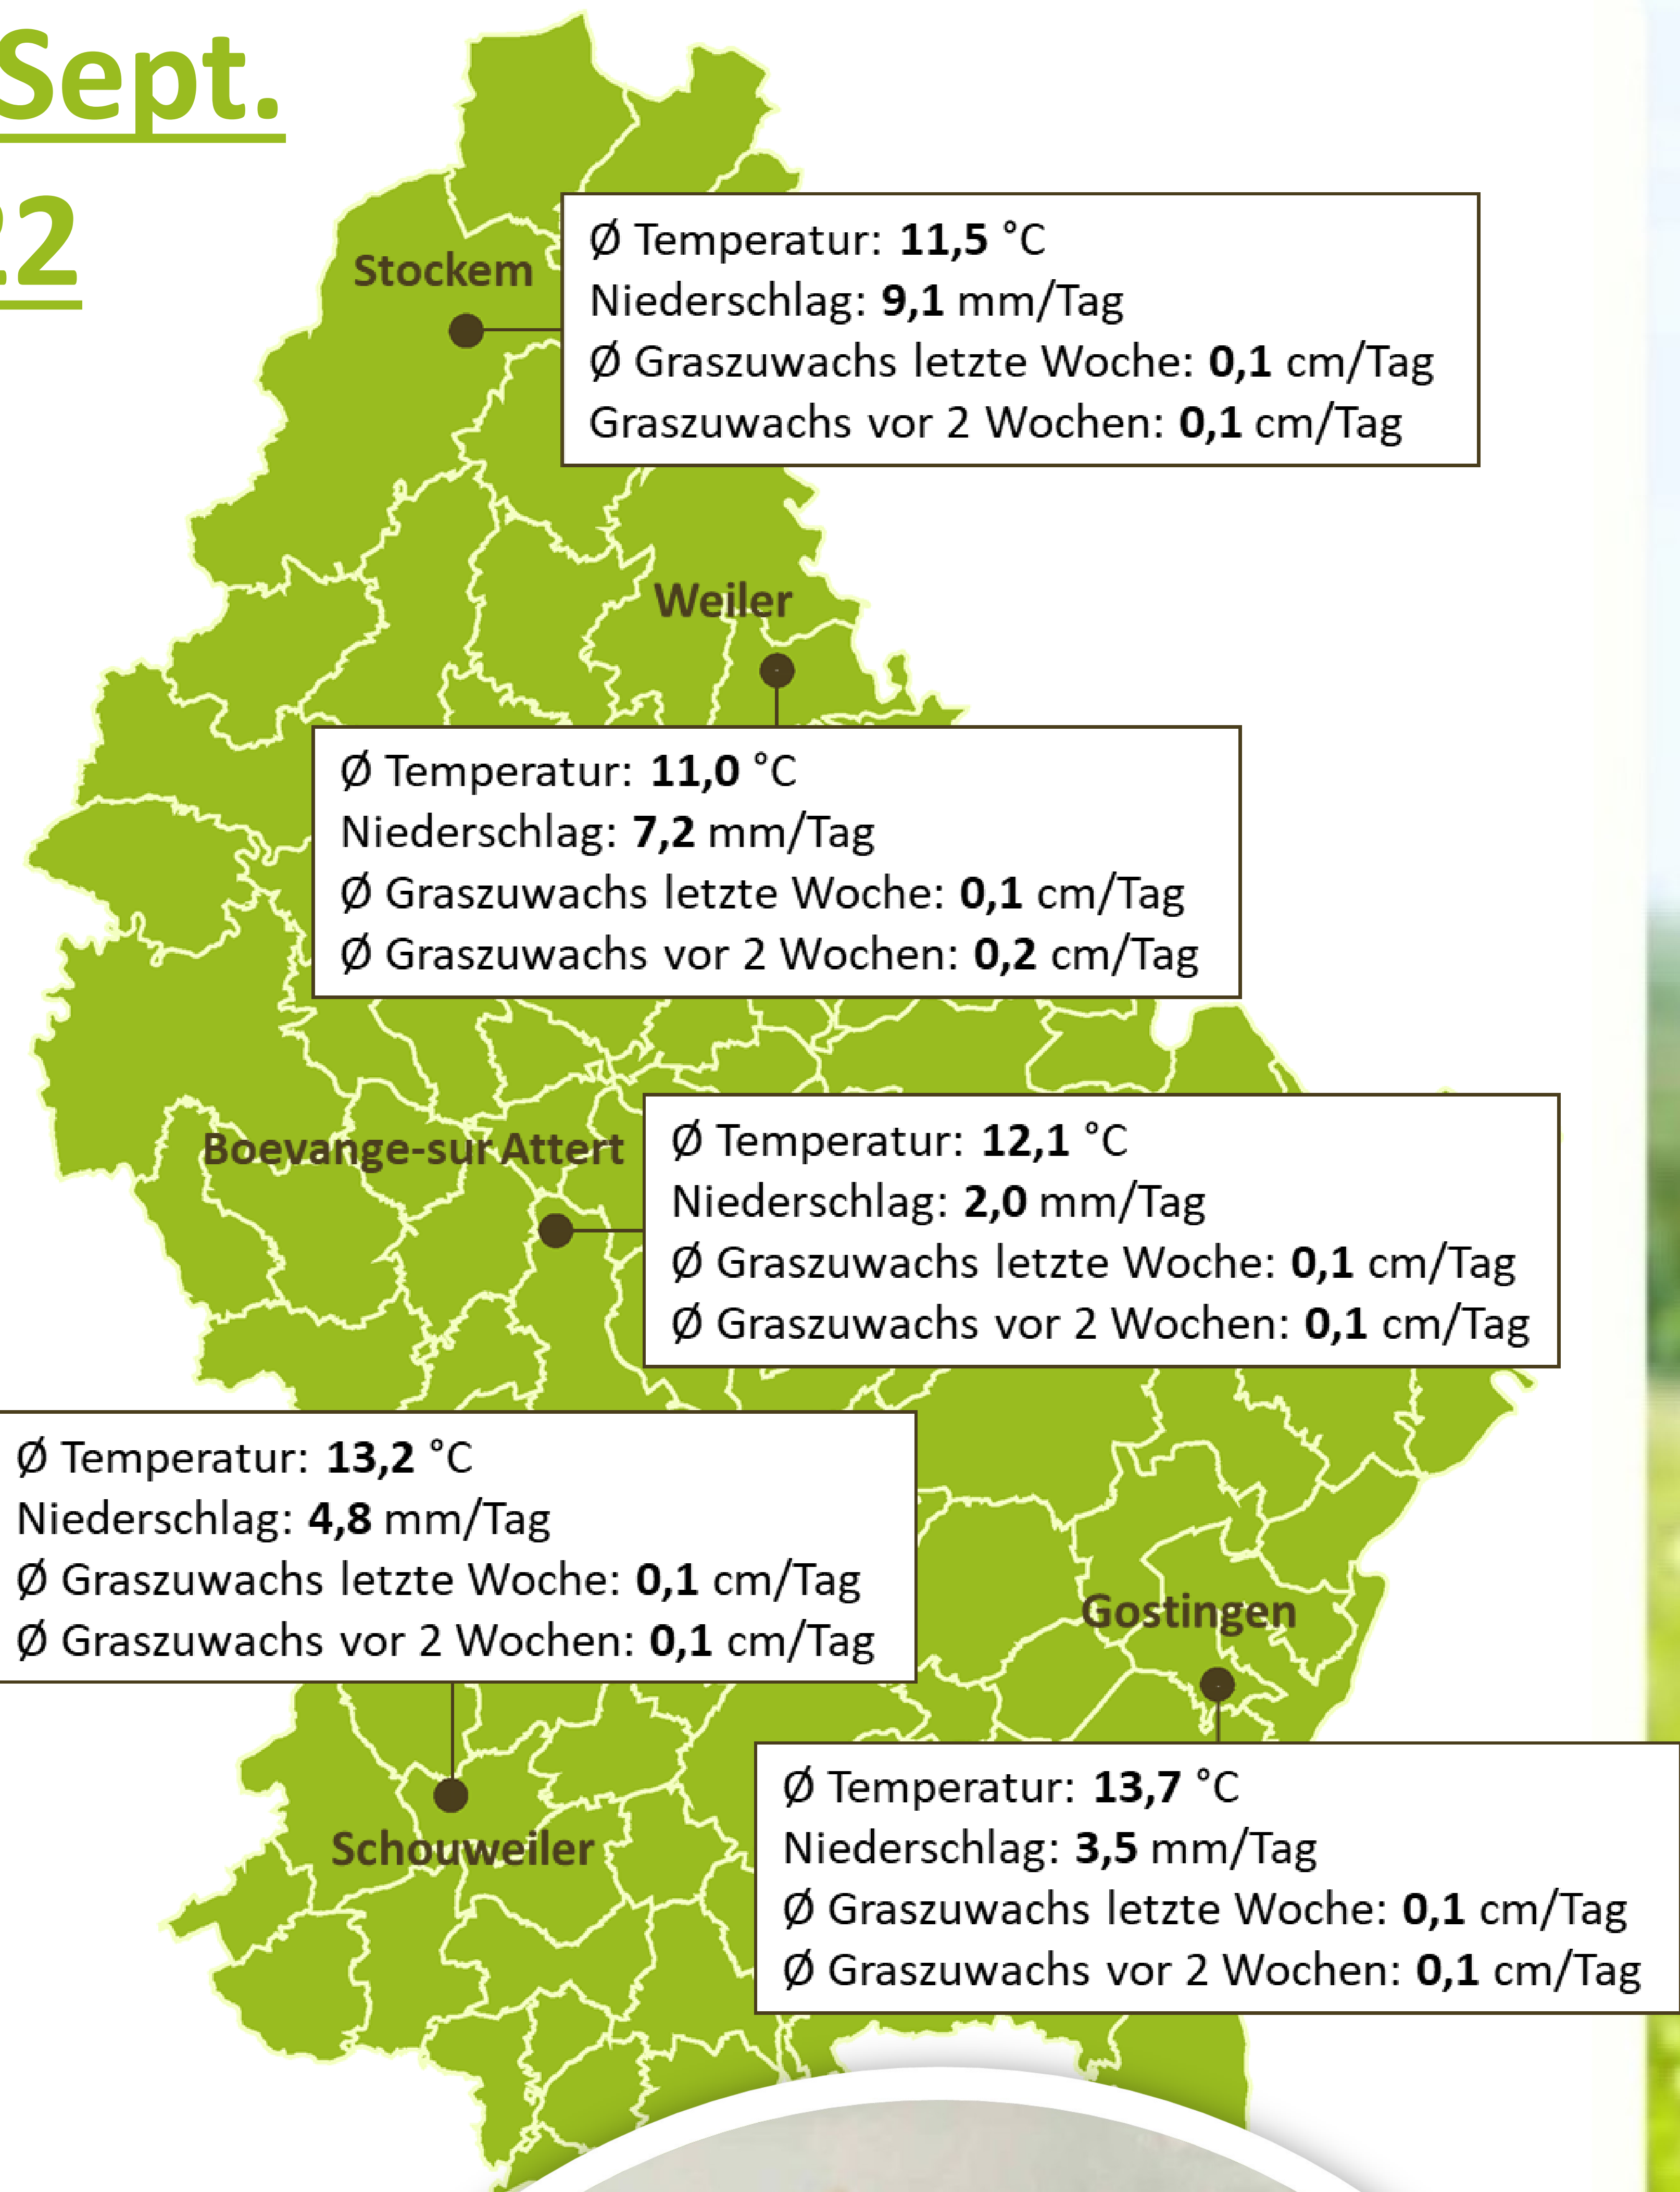 Sept.
22
Stockem
Ø Temperatur: 11,5 °C
Niederschlag: 9,1 mm/Tag
Ø Graszuwachs letzte Woche: 0,1 cm/Tag
Graszuwachs vor 2 Wochen: 0,1 cm/Tag
Weiler
Ø Temperatur: 11,0 °C
Niederschlag: 7,2 mm/Tag
Ø Graszuwachs letzte Woche: 0,1 cm/Tag
Ø Graszuwachs vor 2 Wochen: 0,2 cm/Tag
Boevange-sur Attert
Ø Temperatur: 12,1 °C
Niederschlag: 2,0 mm/Tag
Ø Graszuwachs letzte Woche: 0,1 cm/Tag
Ø Graszuwachs vor 2 Wochen: 0,1 cm/Tag
Ø Temperatur: 13,2 °C
Niederschlag: 4,8 mm/Tag
Ø Graszuwachs letzte Woche: 0,1 cm/Tag
Ø Graszuwachs vor 2 Wochen: 0,1 cm/Tag
Schouweiler
Gostingen
Ø Temperatur: 13,7 °C
Niederschlag: 3,5 mm/Tag
Ø Graszuwachs letzte Woche: 0,1 cm/Tag
Ø Graszuwachs vor 2 Wochen: 0,1 cm/Tag